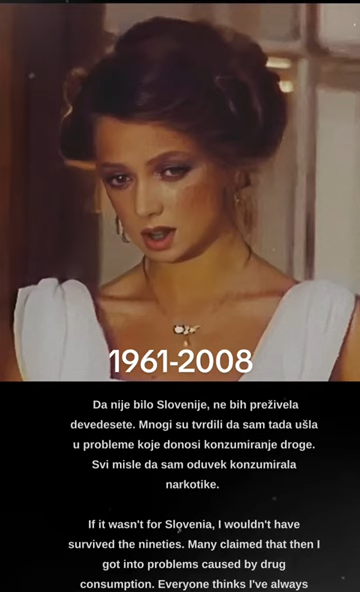 1961-2008
Da nije bilo Slovenije, ne bih preživela
devedesete. Mnogi su tvrdili da sam tada ušla
u probleme koje donosi konzumiranje droge.
Svi misle da sam oduvek konzumirala
narkotike.
If it wasn't for Slovenia, I wouldn't have
survived the nineties. Many claimed that then I
got into problems caused by drug
consumption. Everyone thinks I've always